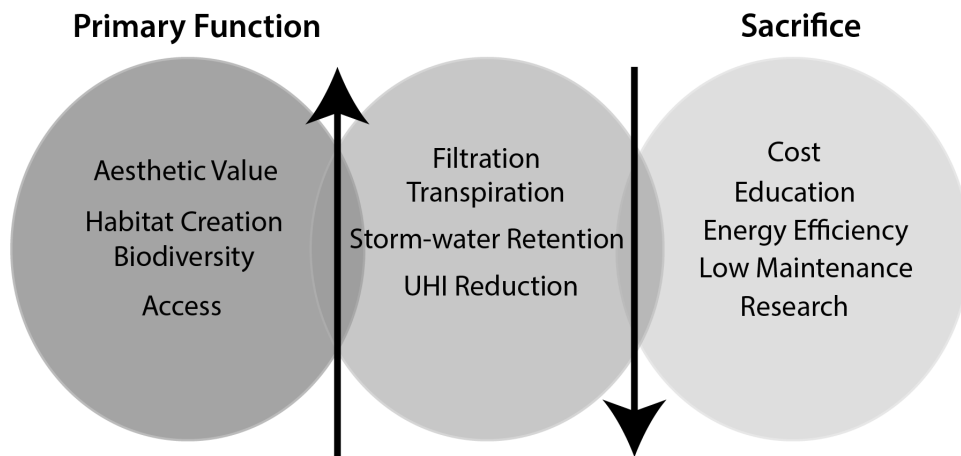 Primary Function
Sacrifice
Aesthetic Value
Habitat Creation
Biodiversity
Access
Filtration
Transpiration
Storm-water Retention
UHI Reduction
Cost
Education
Energy Efficiency
Low Maintenance
Research